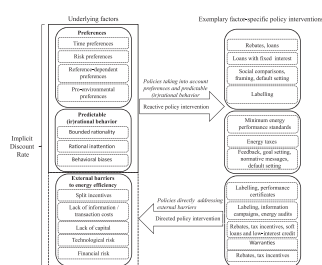 Underlying factors
Exemplary factor-specific policy interventions
Preferences
Time preferences
Risk preferences
Reference-dependent
preferences
Pro-environmental
preferences
Predictable
(ir)rational behavior
Bounded rationality
Rational inattention
Behavioral biases
External barriers
to energy efficiency
Split incentives
Lack of information /
transaction costs
Lack of capital
Technological risk
Financial risk
Implicit
Discount
Rate
Policies taking into account
preferences and predictable
(ir)rational behavior
Reactive policy intervention
Policies directly addressing
external barriers
Directed policy intervention
Rebates, loans
Loans with fixed interest
Social comparisons,
framing, default setting
Labelling
Minimum energy
performance standards
Energy taxes
Feedback, goal setting,
normative messages,
default setting
Labelling, performance
certificates
Labelling, information
campaigns, energy audits
Rebates, tax incentives, soft
loans and low-interest credit
Warranties
Rebates, tax incentives